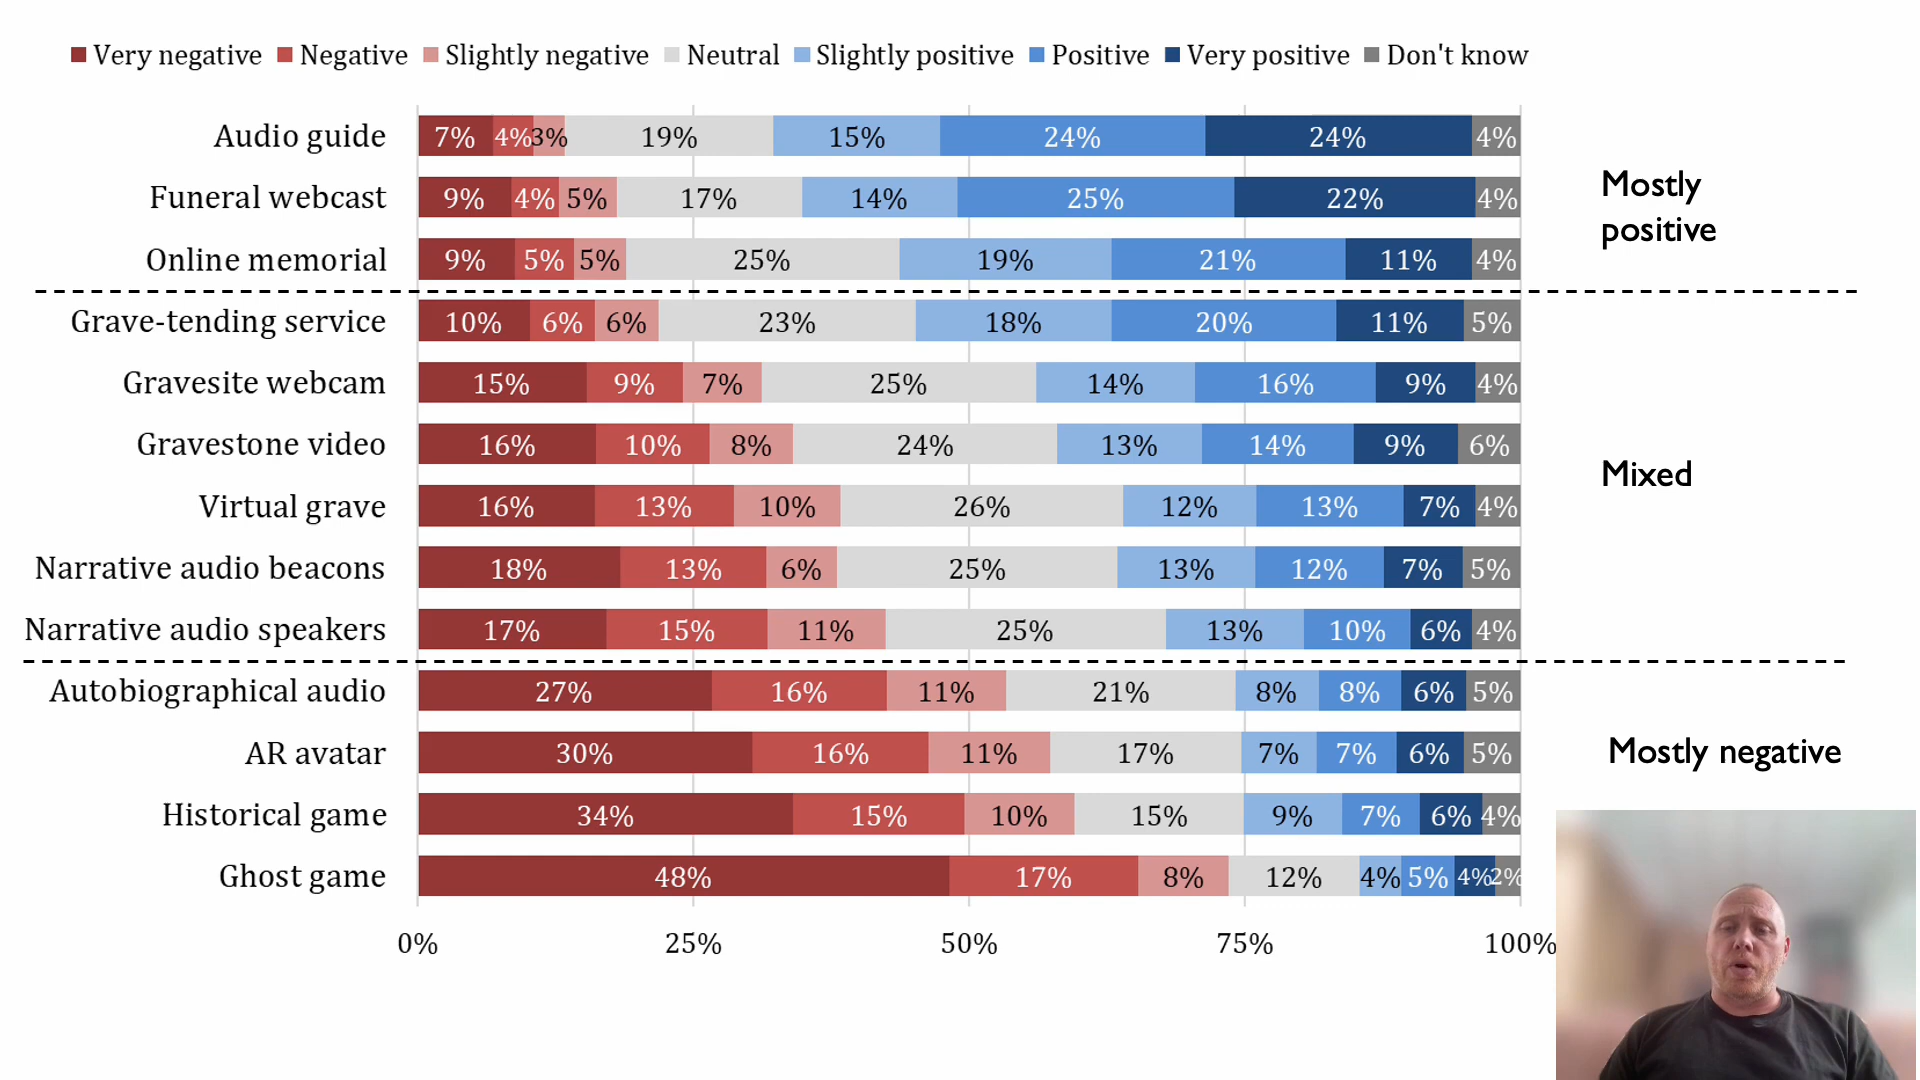 Very negative Negative Slightly negative Neutral Slightly positive Positive Very positive Don't know
Audio guide 7% 4% 3% 19% 15% 24% 24% 4%
Funeral webcast 9% 4% 5% 17% 14% 25% 22% 4%
Mostly
positive
Online memorial 9% 5% 5% 25% 19% 21% 11% 4%
Grave-tending service 10% 6% 6% 23% 18% 20% 11% 5%
Gravesite webcam 15% 9% 7% 25% 14% 16% 9% 4%
Gravestone video 16% 10% 8% 24% 13% 14% 9% 6%
Mixed
Virtual grave 16% 13% 10% 26% 12% 13% 7% 4%
Narrative audio beacons 18% 13% 6% 25% 13% 12% 7% 5%
Narrative audio speakers 17% 15% 11% 25% 13% 10% 6% 4%
Autobiographical audio 27% 16% 11% 21% 8% 8% 6% 5%
AR avatar 30% 16% 11% 17% 7% 7% 6% 5%
Mostly negative
Historical game 34% 15% 10% 15% 9% 7% 6% 4%
Ghost game 48% 17% 8% 12% 4% 5% 4% 2%
0% 25% 50% 75% 100%